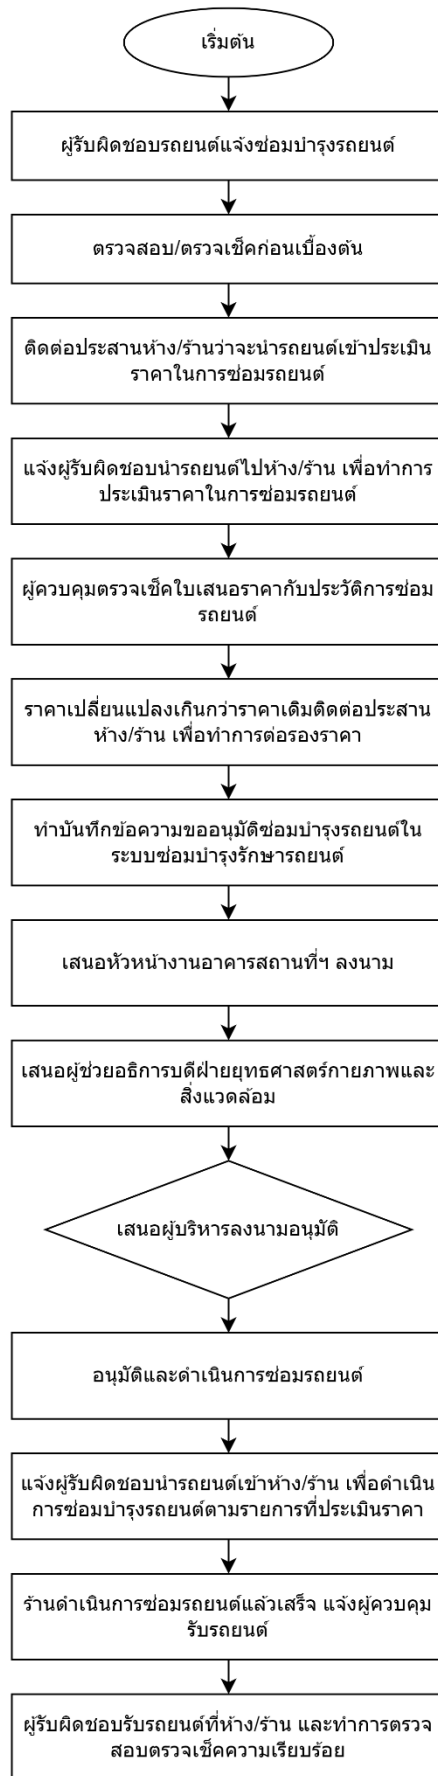 เริ่มต้น
ผู้รับผิดชอบรถยนต์แจ้งซ่อมบำรุงรถยนต์
ตรวจสอบ/ตรวจเช็คก่อนเบื้องต้น
ติดต่อประสานห้าง/ร้านว่าจะนำรถยนต์เข้าประเมิน
ราคาในการซ่อมรถยนต์
แจ้งผู้รับผิดชอบนำรถยนต์ไปห้าง/ร้าน เพื่อทำการ
ประเมินราคาในการซ่อมรถยนต์
ผู้ควบคุมตรวจเช็คใบเสนอราคากับประวัติการซ่อม
รถยนต์
ราคาเปลี่ยนแปลงเกินกว่าราคาเดิมติดต่อประสาน
ห้าง/ร้าน เพื่อทำการต่อรองราคา
ทำบันทึกข้อความขออนุมัติซ่อมบำรุงรถยนต์ใน
ระบบซ่อมบำรุงรักษารถยนต์
เสนอหัวหน้างานอาคารสถานที่ฯ ลงนาม
เสนอผู้ช่วยอธิการบดีฝ่ายยุทธศาสตร์กายภาพและ
สิ่งแวดล้อม
เสนอผู้บริหารลงนามอนุมัติ
อนุมัติและดำเนินการซ่อมรถยนต์
แจ้งผู้รับผิดชอบนำรถยนต์เข้าห้าง/ร้าน เพื่อดำเนิน
การซ่อมบำรุงรถยนต์ตามรายการที่ประเมินราคา
ร้านดำเนินการซ่อมรถยนต์แล้วเสร็จ แจ้งผู้ควบคุม
รับรถยนต์
ผู้รับผิดชอบรับรถยนต์ที่ห้าง/ร้าน และทำการตรวจ
สอบตรวจเช็คความเรียบร้อย